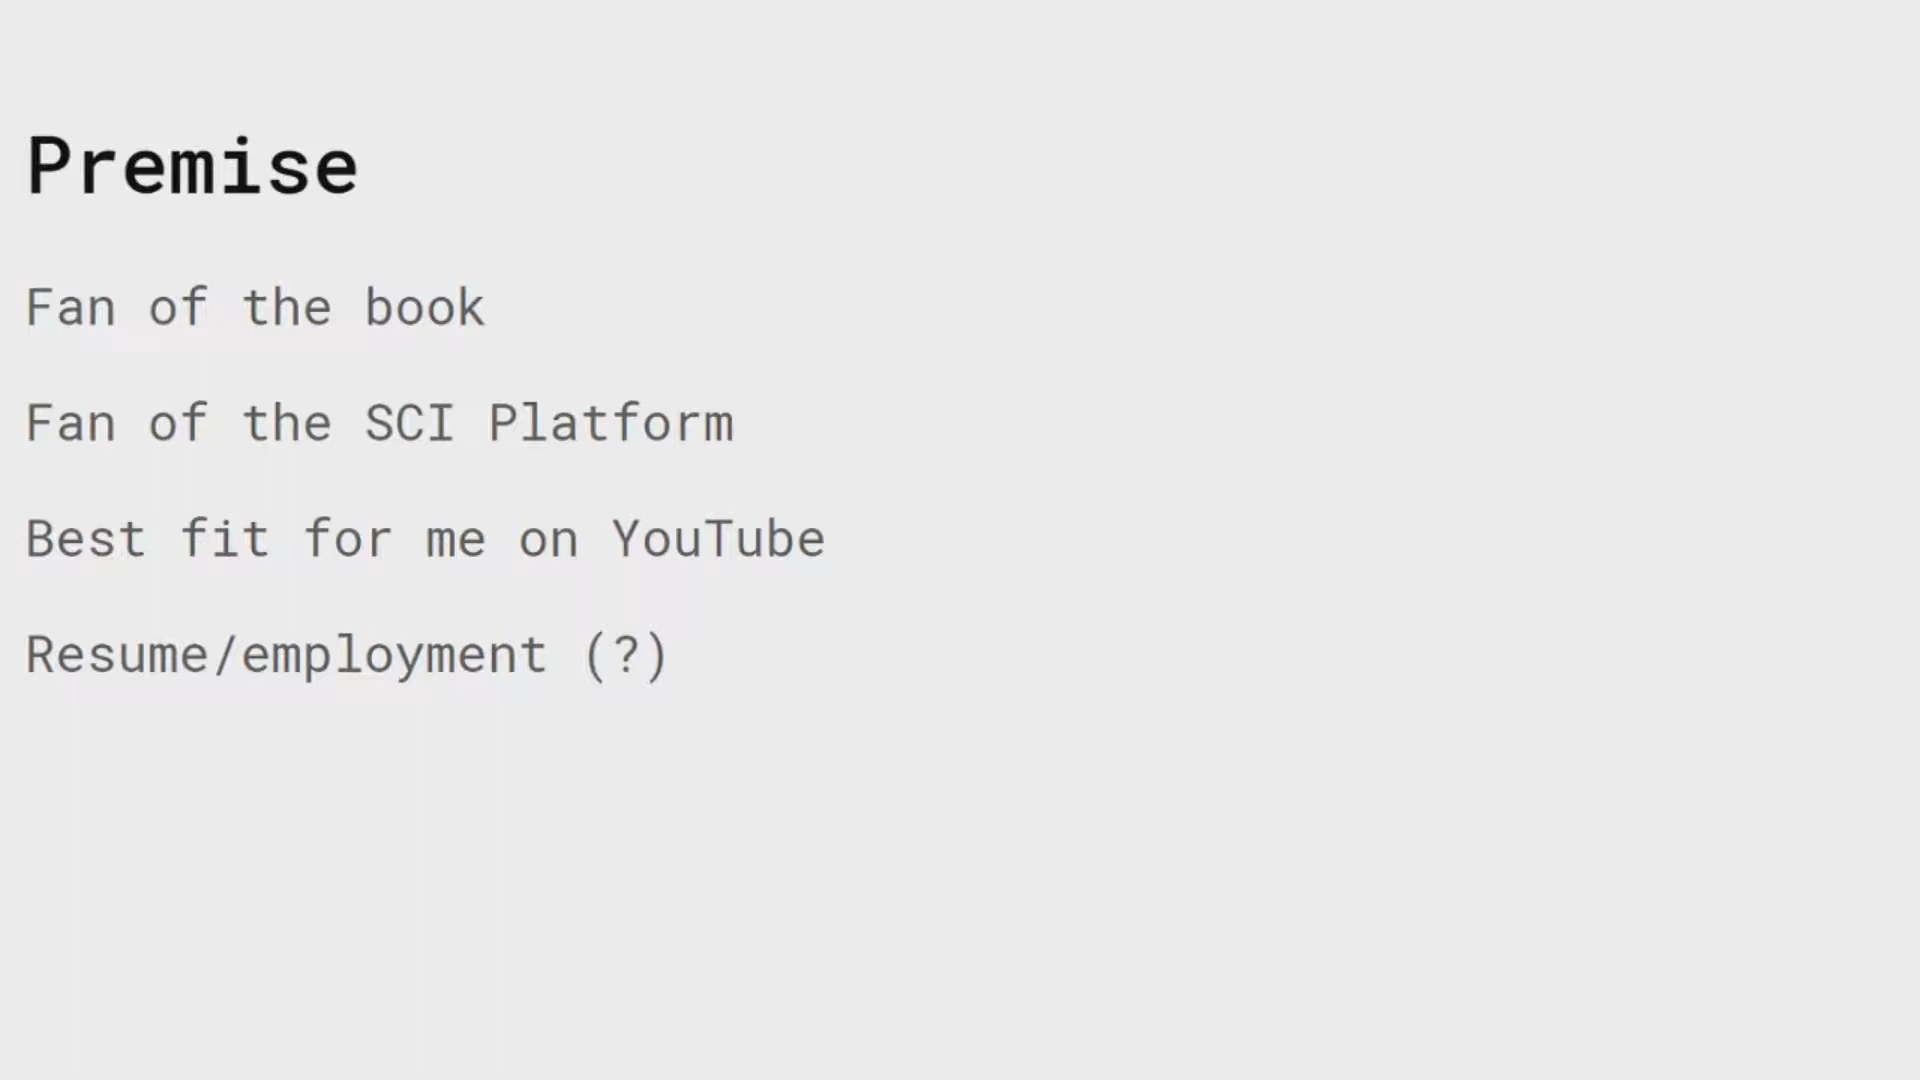 Premise
Fan of the book
Fan of the SCI Platform
Best fit for me on YouTube
Resume/employment (?)